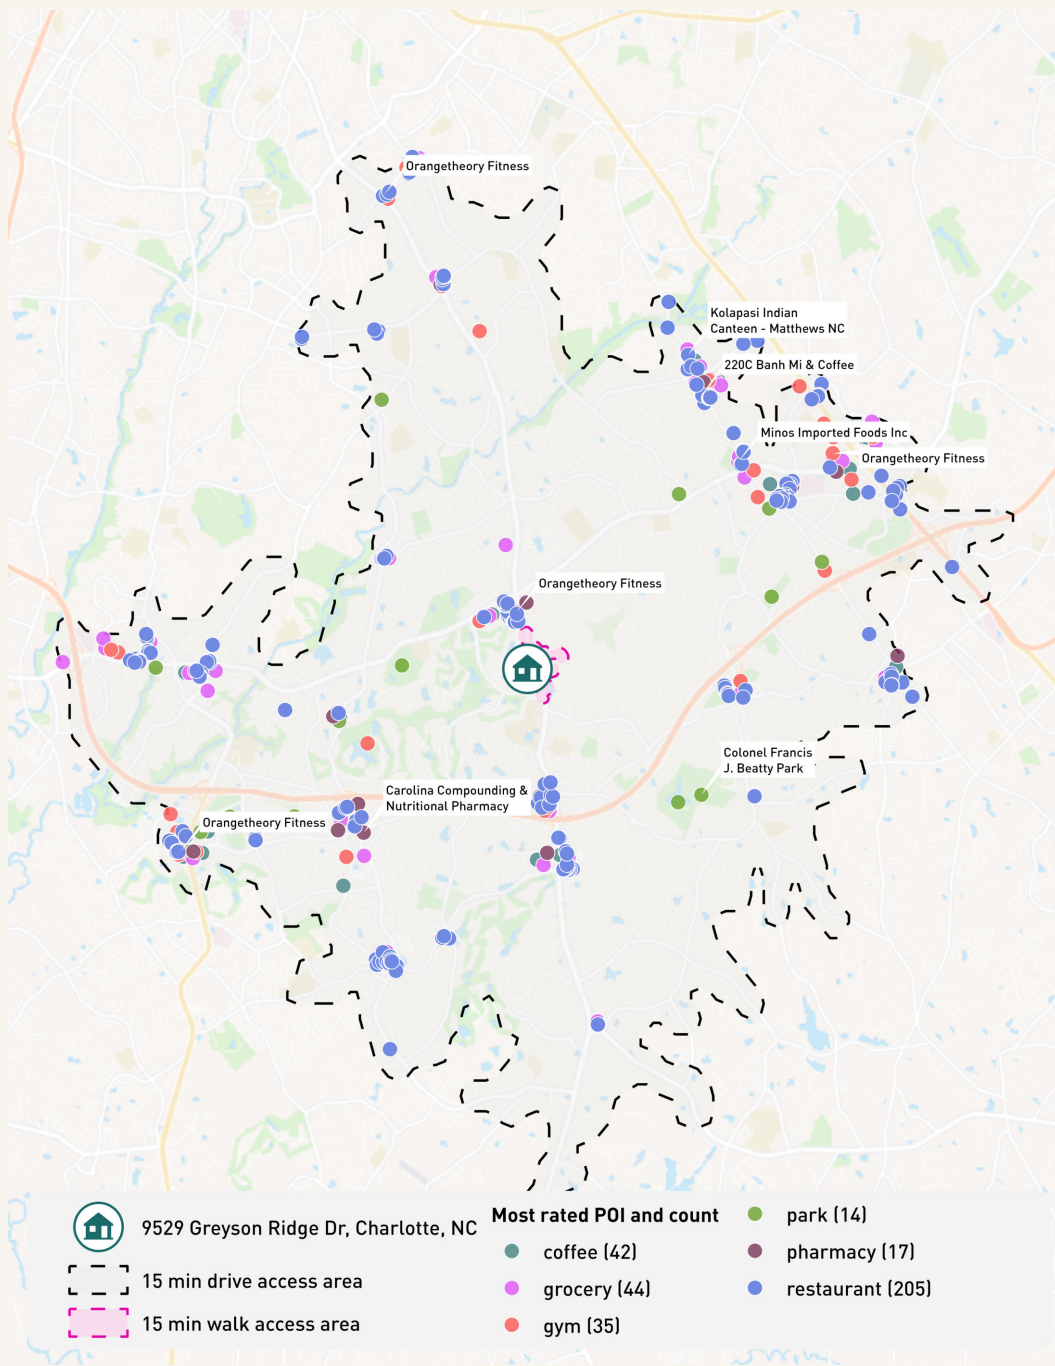 Orangetheory Fitness
Kolapasi Indian
Canteen - Matthews NC
220C Banh Mi & Coffee
Minos Imported Foods Inc
Orangetheory Fitness
Orangetheory Fitness
Colonel Francis
J. Beatty Park
Carolina Compounding &
Nutritional Pharmacy
Orangetheory Fitness
9529 Greyson Ridge Dr, Charlotte, NC
15 min drive access area
15 min walk access area
Most rated POI and count
coffee (42)
grocery (44)
gym (35)
park (14)
pharmacy (17)
restaurant (205)